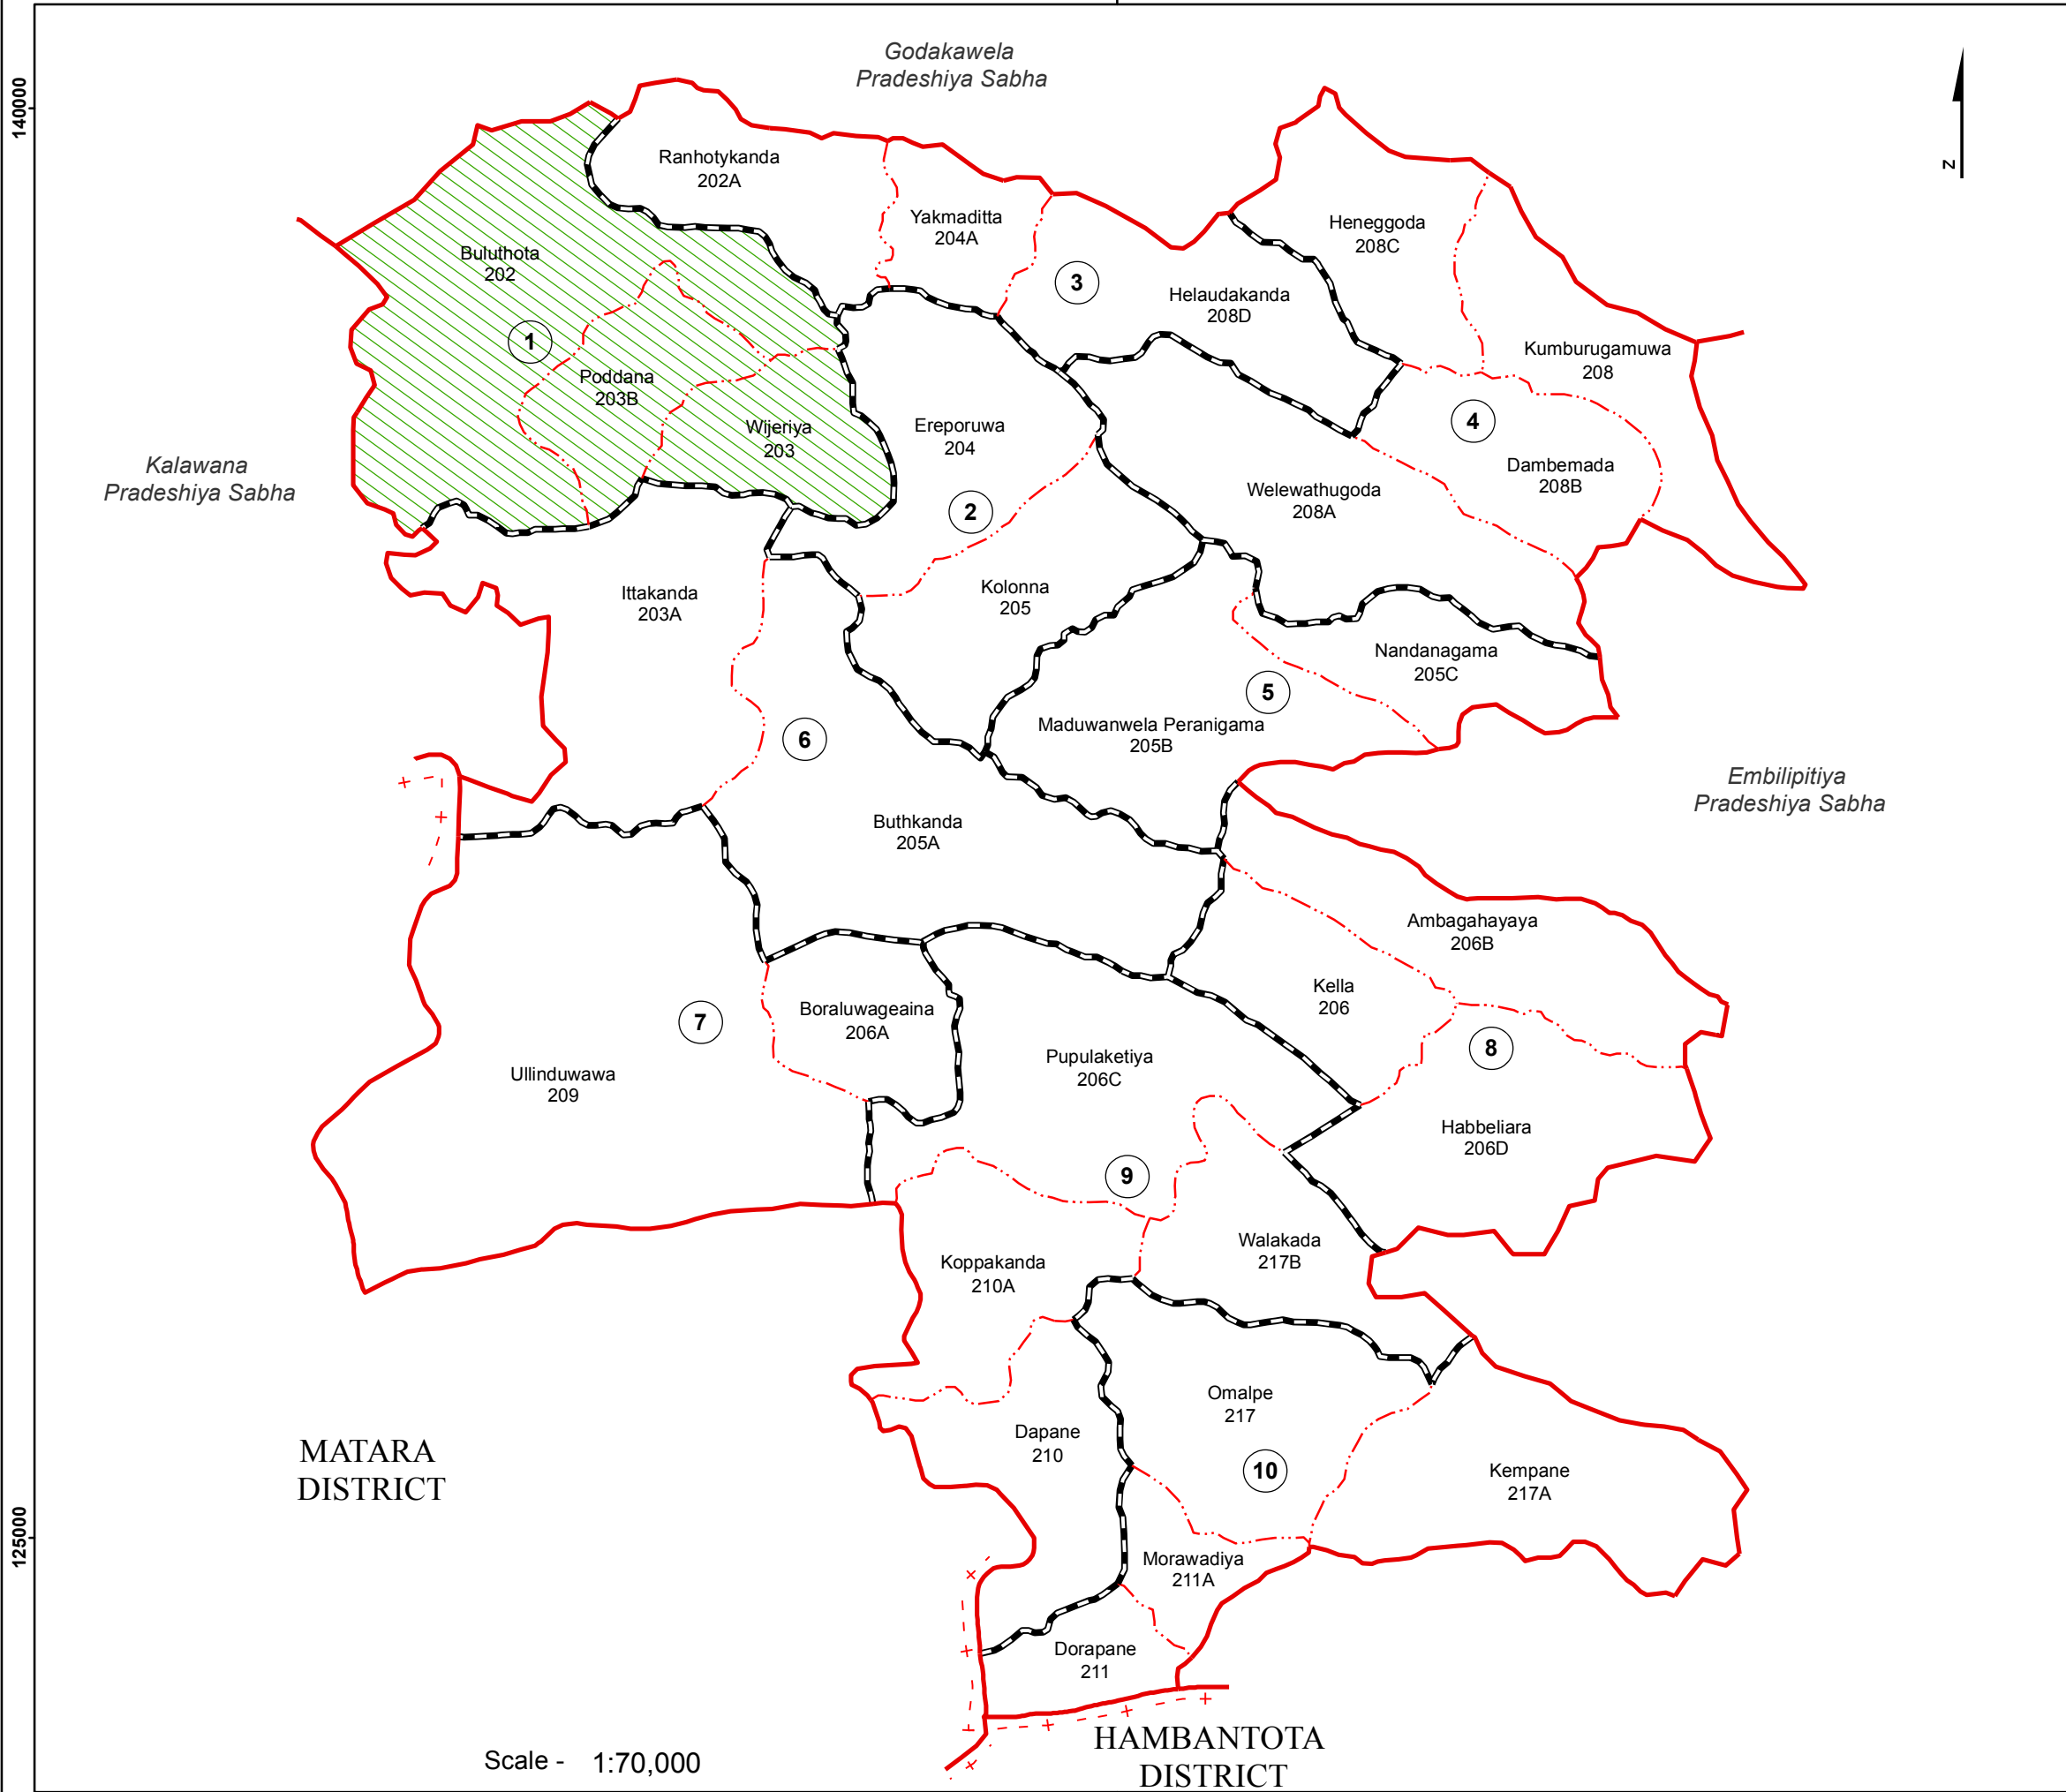 Godakawela
Pradeshiya Sabha
140000
N
Ranhotykanda
202A
Yakmaditta
204A
Heneggoda
208C
Buluthota
202
3
Helaudakanda
208D
1
Kumburugamuwa
208
Poddana
203B
Wijeriya
203
Ereporuwa
204
4
Kalawana
Pradeshiya Sabha
Dambemada
208B
Welewathugoda
208A
2
Ittakanda
203A
Kolonna
205
Nandanagama
205C
5
6
Maduwanwela Peranigama
205B
Embilipitiya
Pradeshiya Sabha
Buthkanda
205A
Ambagahayaya
206B
Kella
206
7
Boraluwageaina
206A
8
Pupulaketiya
206C
Ullinduwawa
209
Habbeliara
206D
9
Walakada
217B
Koppakanda
210A
Omalpe
217
Dapane
210
MATARA
DISTRICT
10
Kempane
217A
125000
Morawadiya
211A
Dorapane
211
HAMBANTOTA
DISTRICT
Scale - 1:70,000